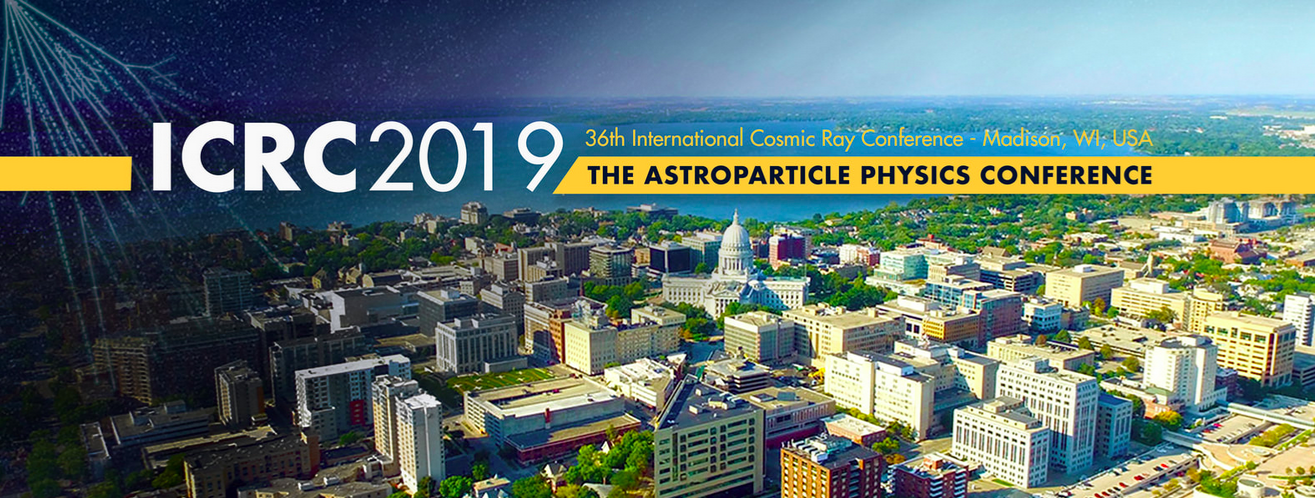 ICRC2019
36th International Cosmic Ray Conference - Madison, WI, USA
THE ASTROPARTICLE PHYSICS CONFERENCE